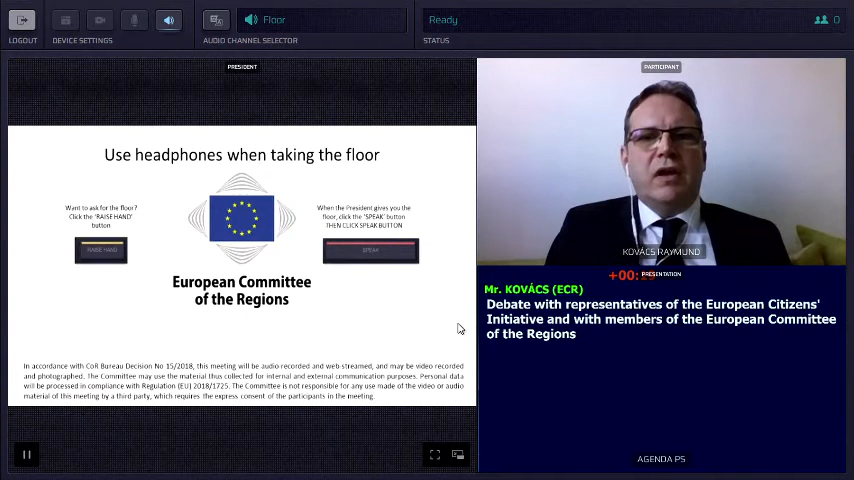 Floor
Ready
0
LOGOUT
DEVICE SETTINGS
AUDIO CHANNEL SELECTOR
STATUS
PRESIDENT
Use headphones when taking the floor
Want to ask for the floor?
Click the 'RAISE HAND'
button
RAISE HAND
When the President gives you the
floor, click the 'SPEAK' button
THEN CLICK SPEAK BUTTON
SPEAK
European Committee
of the Regions
In accordance with CoR Bureau Decision No 15/2018, this meeting will be audio-recorded and web-streamed, and may be video recorded
and photographed. The Committee may use the material thus collected for internal and external communication purposes. Personal data
will be processed in compliance with Regulation (EU) 2018/1725. The Committee is not responsible for any use made of the video or audio
material of this meeting by a third party, which requires the express consent of the participants in the meeting.
PARTICIPANT
KOVÁCS RAYMUND
PRESENTATION
Mr. KOVÁCS (ECR)
Debate with representatives of the European Citizens'
Initiative and with members of the European Committee
of the Regions
AGENDA PS